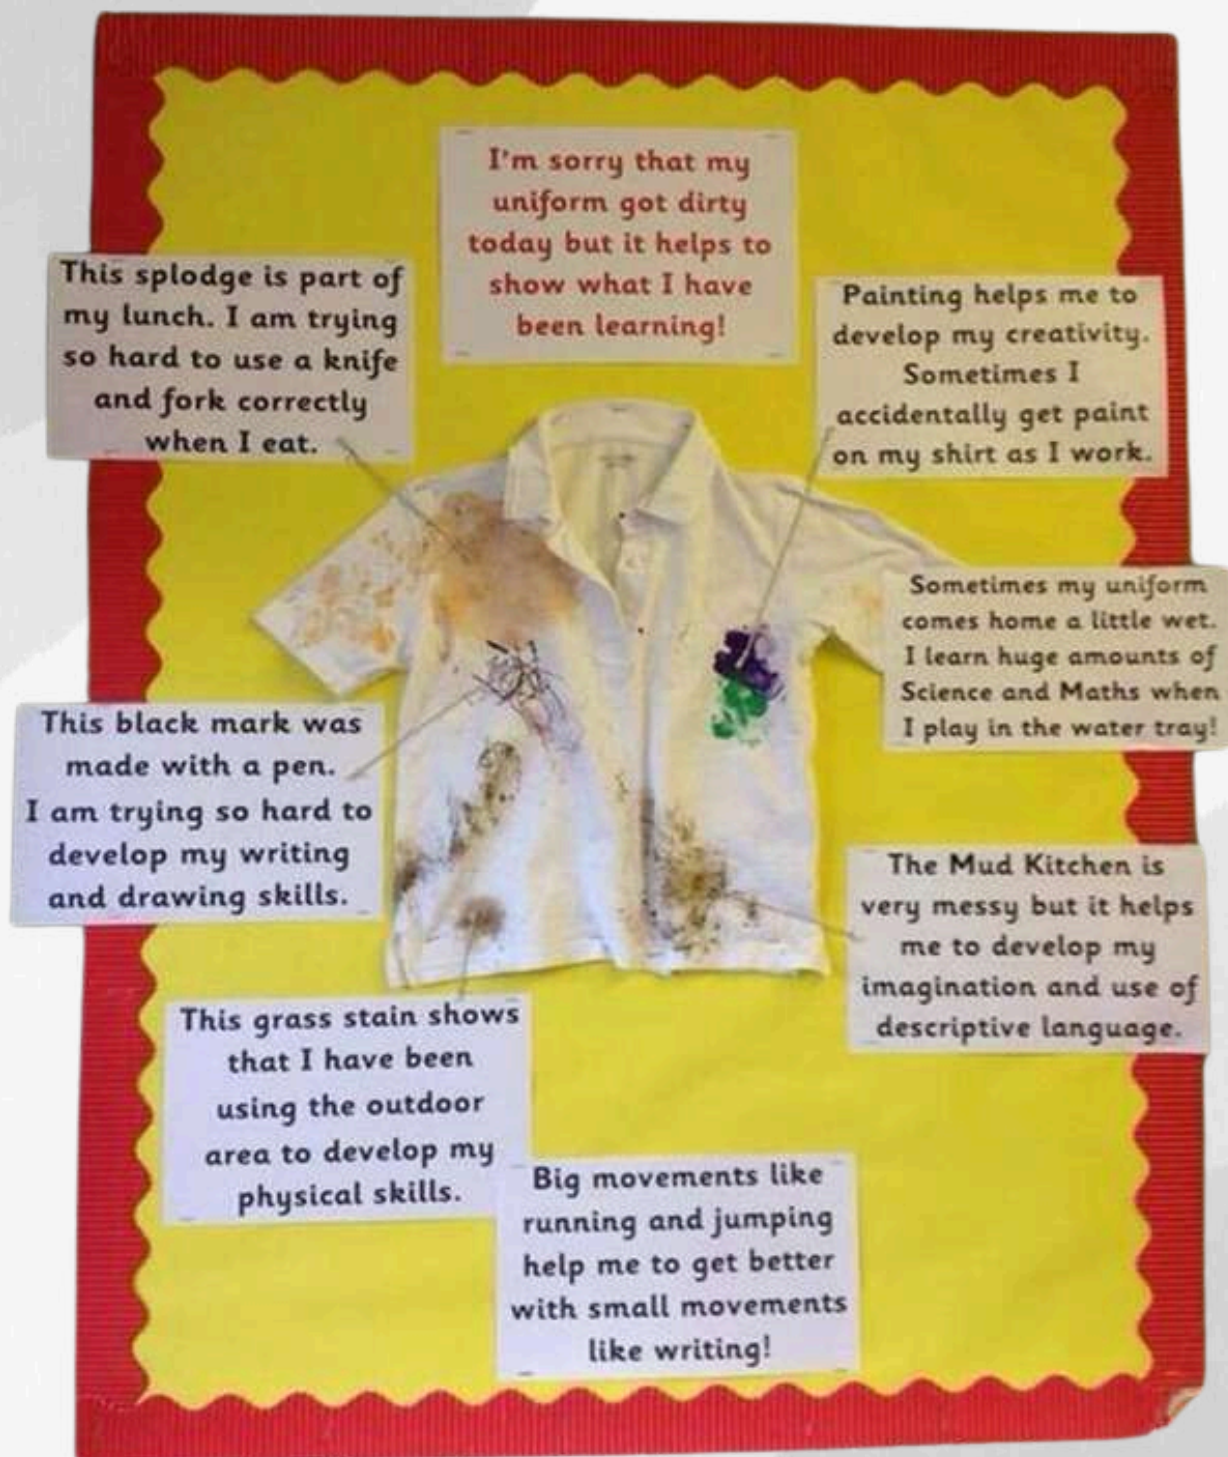 I'm sorry that my
uniform got dirty
today but it helps to
show what I have
been learning!
This splodge is part of
my lunch. I am trying
so hard to use a knife
and fork correctly
when I eat.
Painting helps me to
develop my creativity.
Sometimes I
accidentally get paint
on my shirt as I work.
Sometimes my uniform
comes home a little wet.
I learn huge amounts of
Science and Maths when
I play in the water tray!
This black mark was
made with a pen.
I am trying so hard to
develop my writing
and drawing skills.
The Mud Kitchen is
very messy but it helps
me to develop my
imagination and use of
descriptive language.
This grass stain shows
that I have been
using the outdoor
area to develop my
physical skills.
Big movements like
running and jumping
help me to get better
with small movements
like writing!